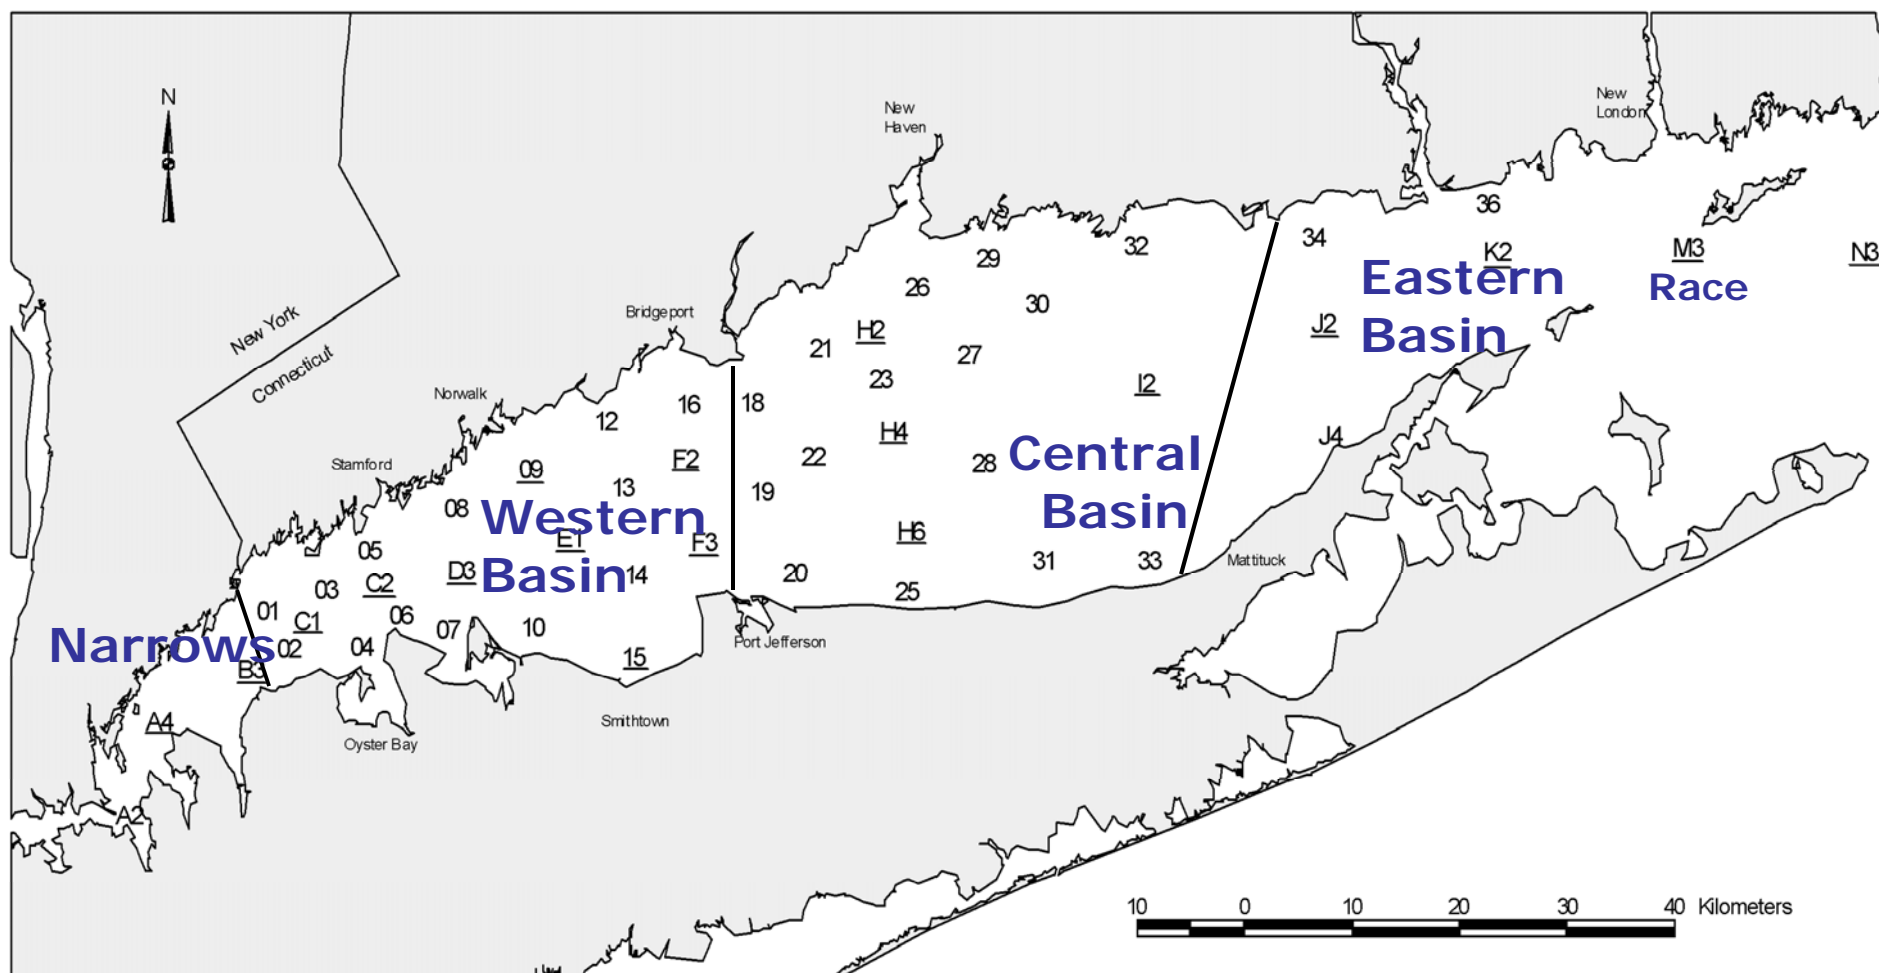 N
New
Haven
New
London
36
34
32
29
K2
M3
N3
26
30
Eastern
Basin
Race
Bridgeport
New York
Connecticut
H2
21
27
J2
23
I2
Norwalk
16
18
12
H4
J4
Stamford
F2
22
28
Central
Basin
09
13
19
08
Western
Basin
H6
05
E1
F3
31
33
Mattituck
D3
14
20
03
C2
25
01
C1
06
07
10
Port Jefferson
Narrows
02
04
15
B3
A4
Smithtown
Oyster Bay
A2
10 0 10 20 30 40 Kilometers